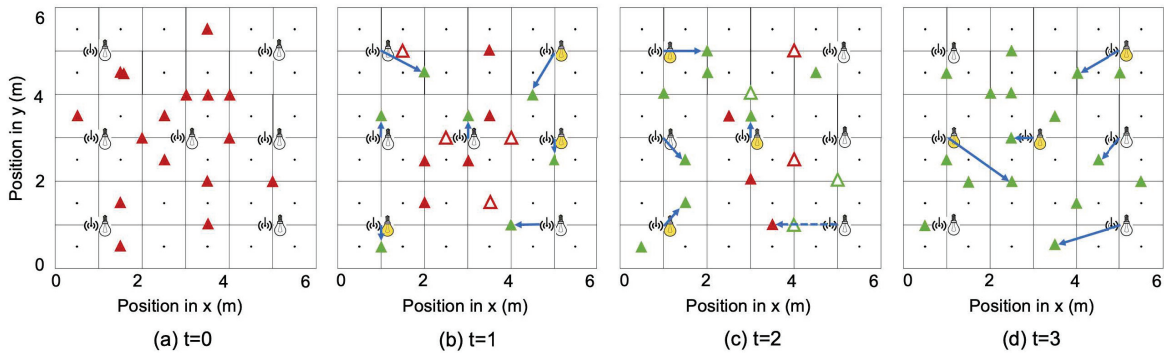 6
4
2
0
Position in y (m)
0 2 4 6
0 2 4 6
0 2 4 6
0 2 4 6
Position in x (m)
Position in x (m)
Position in x (m)
Position in x (m)
(a) t=0
(b) t=1
(c) t=2
(d) t=3